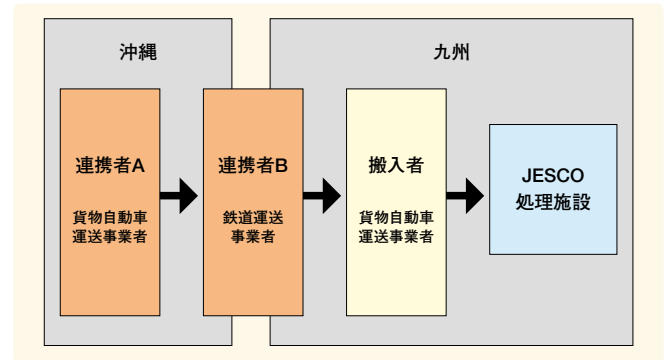 沖縄
九州
連携者A
貨物自動車
運送事業者
連携者B
鉄道運送
事業者
搬入者
貨物自動車
運送事業者
JESCO
処理施設